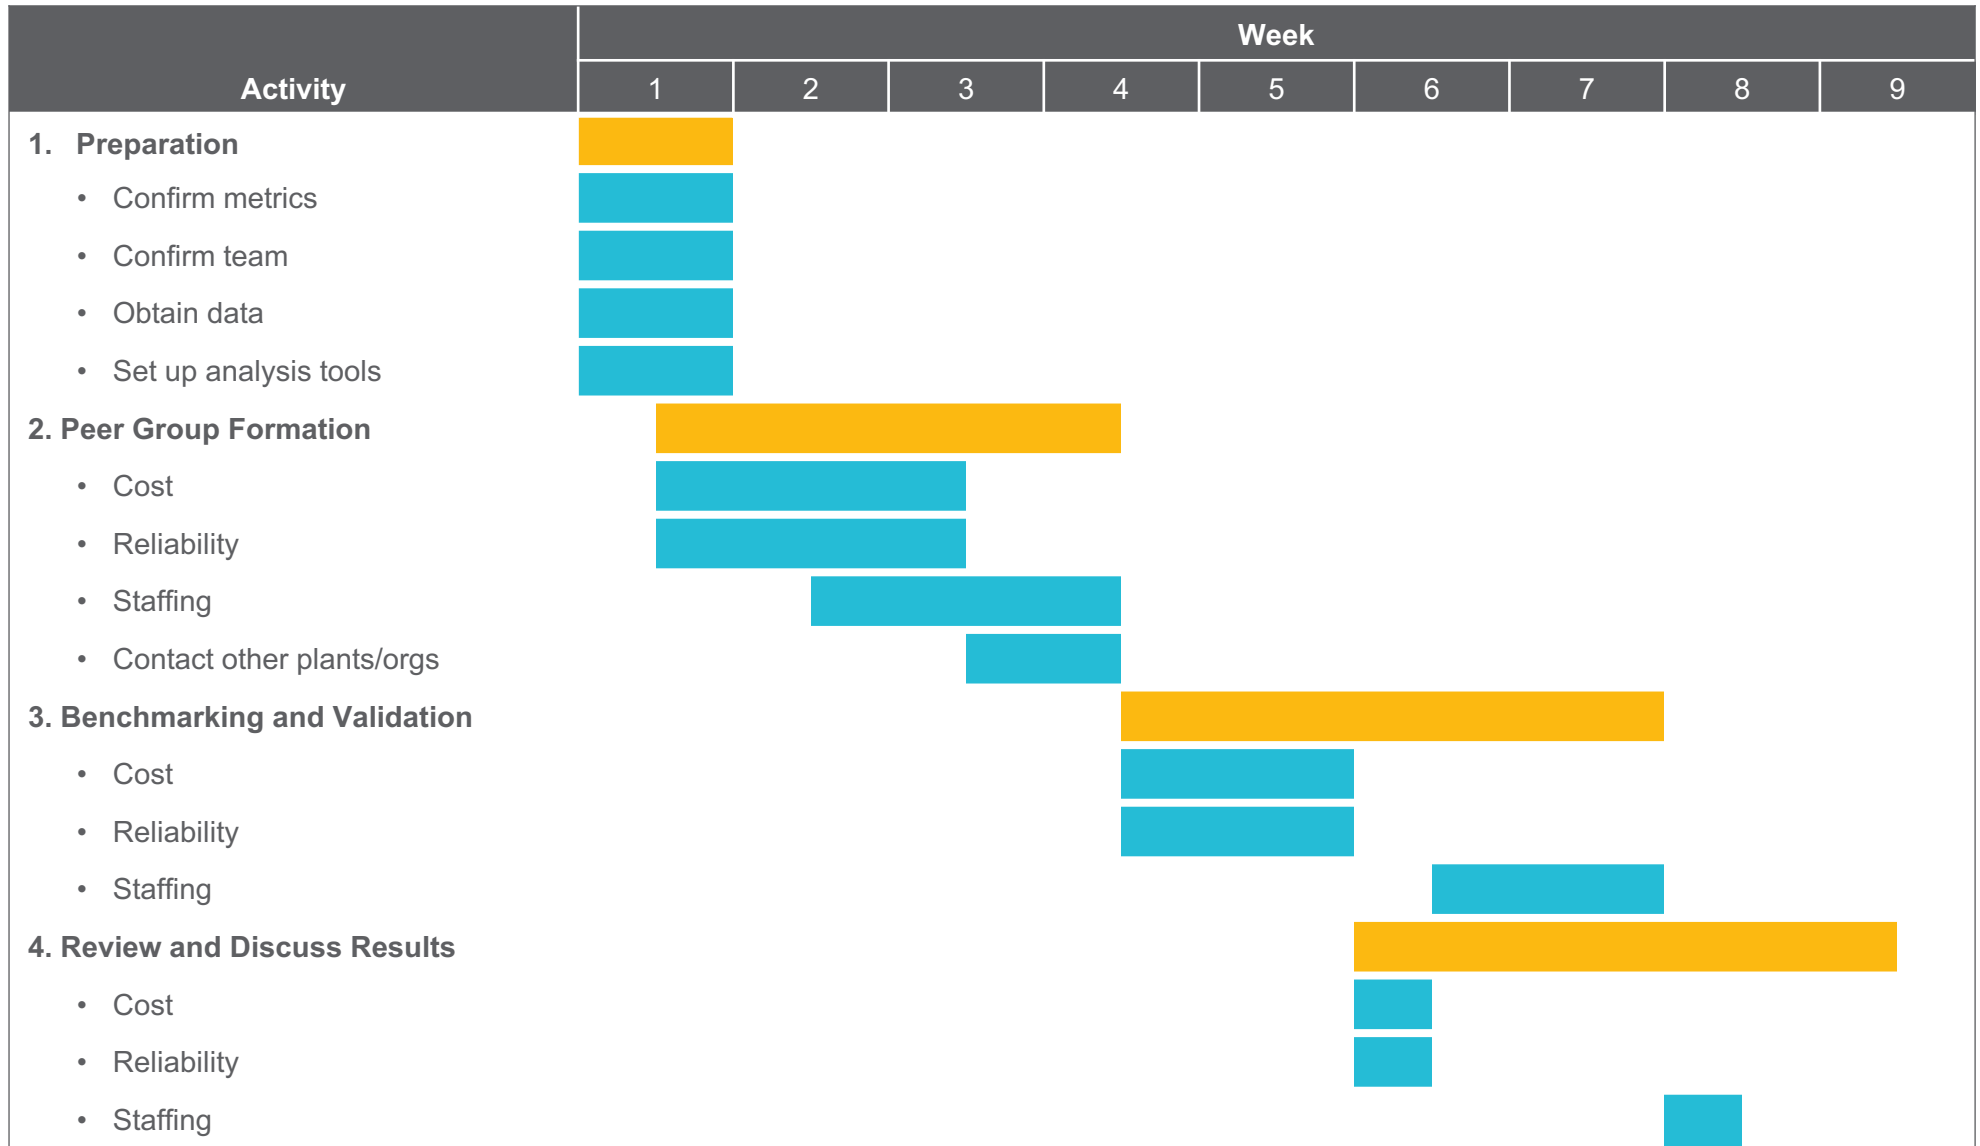 Week
Activity 1 2 3 4 5 6 7 8 9
1. Preparation
• Confirm metrics
• Confirm team
• Obtain data
• Set up analysis tools
2. Peer Group Formation
• Cost
• Reliability
• Staffing
• Contact other plants/orgs
3. Benchmarking and Validation
• Cost
• Reliability
• Staffing
4. Review and Discuss Results
• Cost
• Reliability
• Staffing